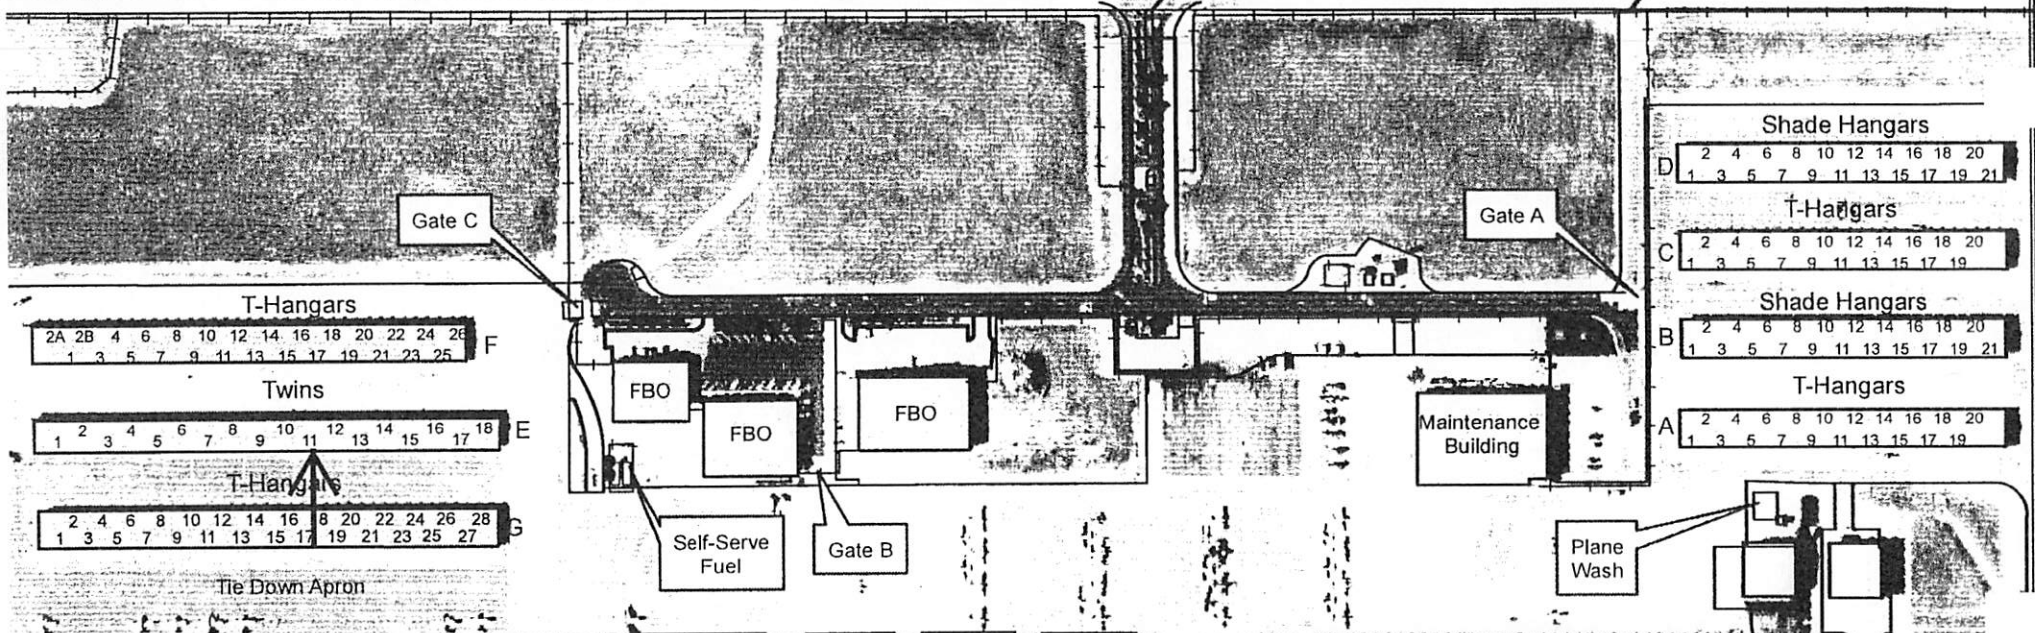 Shade Hangars
2 4 6 8 10 12 14 16 18 20
D
1 3 5 7 9 11 13 15 17 19 21
T-Hangars
2 4 6 8 10 12 14 16 18 20
C
1 3 5 7 9 11 13 15 17 19
Shade Hangars
2 4 6 8 10 12 14 16 18 20
B
1 3 5 7 9 11 13 15 17 19 21
T-Hangars
2 4 6 8 10 12 14 16 18 20
A
1 3 5 7 9 11 13 15 17 19
Gate C
Gate A
T-Hangars
2A 2B 4 6 8 10 12 14 16 18 20 22 24 26
F
1 3 5 7 9 11 13 15 17 19 21 23 25
Twins
2 4 6 8 10 12 14 16 18
E
1 3 5 7 9 11 13 15 17
T-Hangars
2 4 6 8 10 12 14 16 18 20 22 24 26 28
G
1 3 5 7 9 11 13 15 17 19 21 23 25 27
Tie Down Apron
FBO
FBO
FBO
Maintenance
Building
Self-Serve
Fuel
Gate B
Plane
Wash